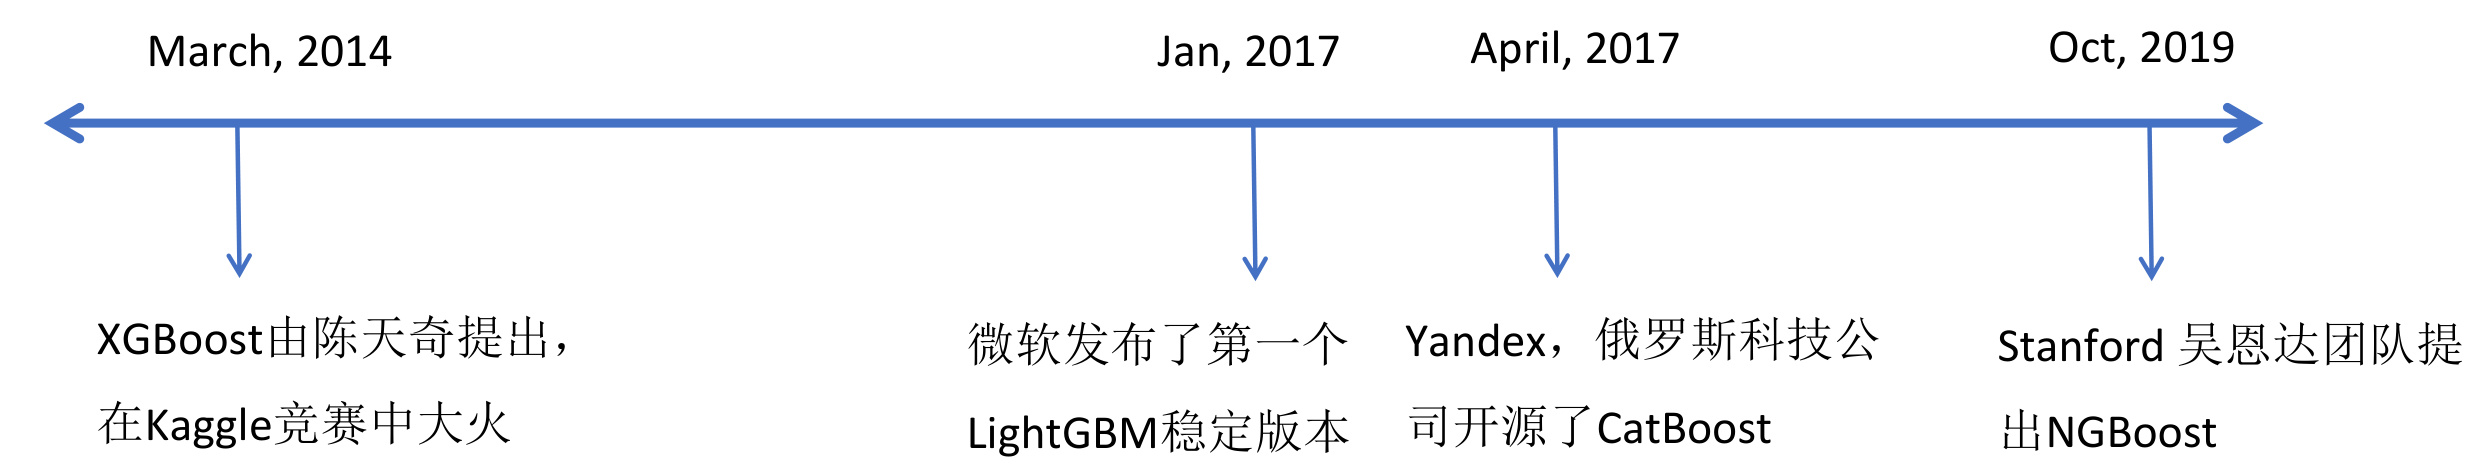 March, 2014
Jan, 2017
April, 2017
Oct, 2019
XGBoost由陈天奇提出，
在Kaggle竞赛中大火
微软发布了第一个
LightGBM稳定版本
Yandex，俄罗斯科技公
司开源了CatBoost
Stanford 吴恩达团队提
出NGBoost